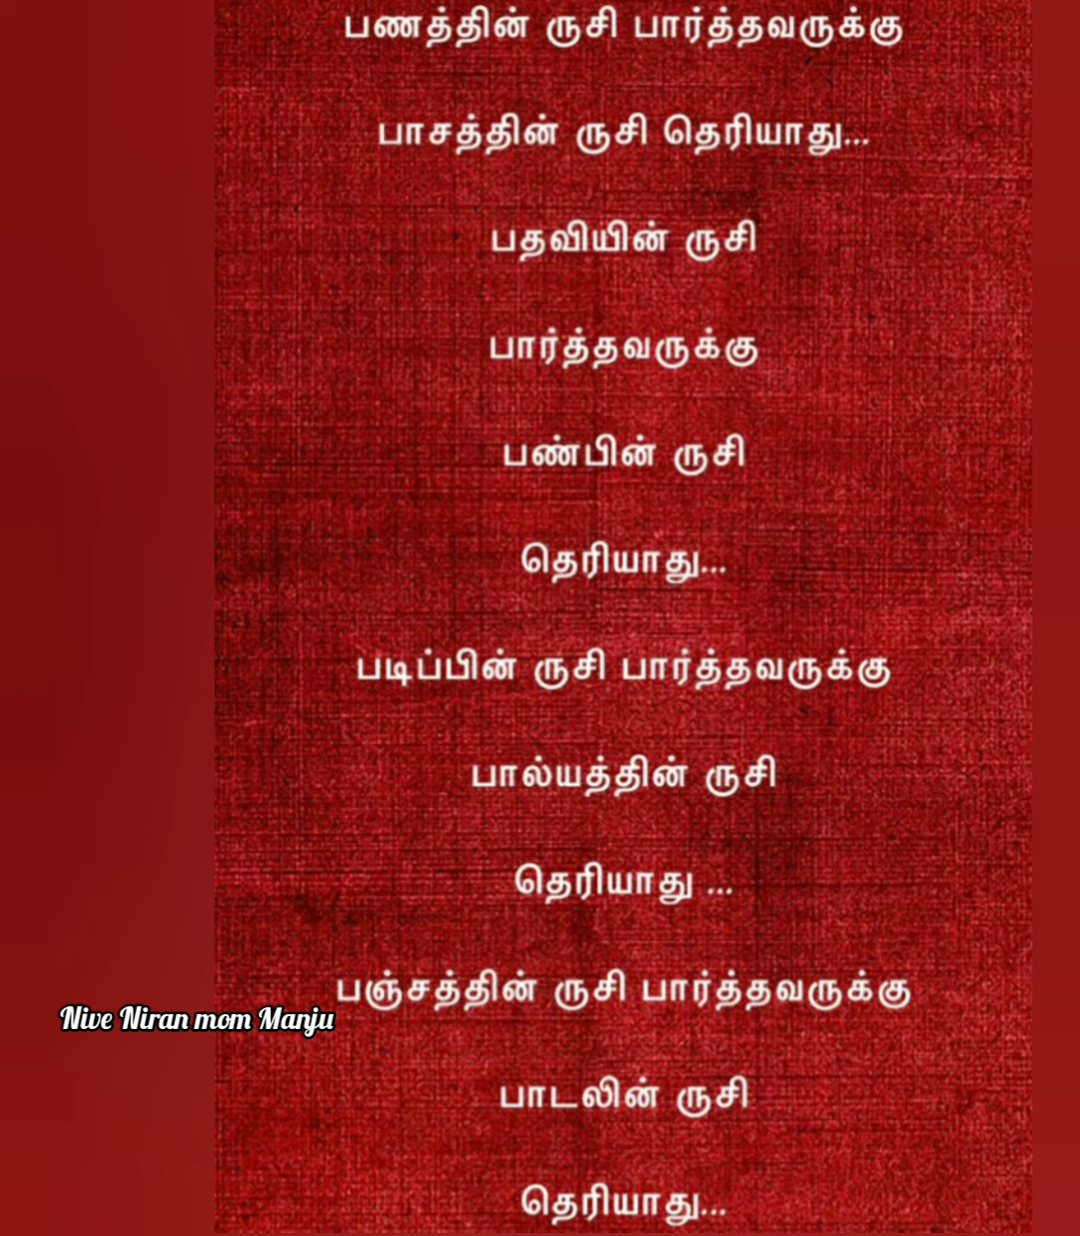 பணத்தின் ருசி பார்த்தவருக்கு
பாசத்தின் ருசி தெரியாது...
பதவியின் ருசி
பார்த்தவருக்கு
பண்பின் ருசி
தெரியாது...
படிப்பின் ருசி பார்த்தவருக்கு
பால்யத்தின் ருசி
தெரியாது ...
பஞ்சத்தின் ருசி பார்த்தவருக்கு
Nive Niran mom Manju
பாடலின் ருசி
தெரியாது...